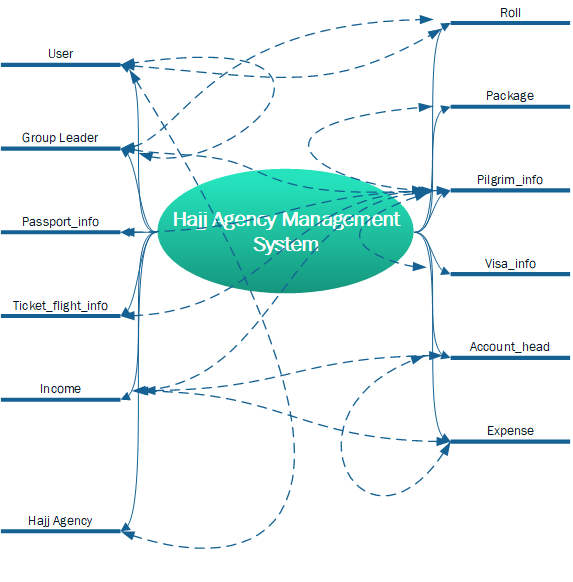 Roll
User
Package
Group Leader
Pilgrim_info
Hajj Agency Management
System
Passport_info
Visa_info
Ticket_flight_info
Account_head
Income
Expense
Hajj Agency